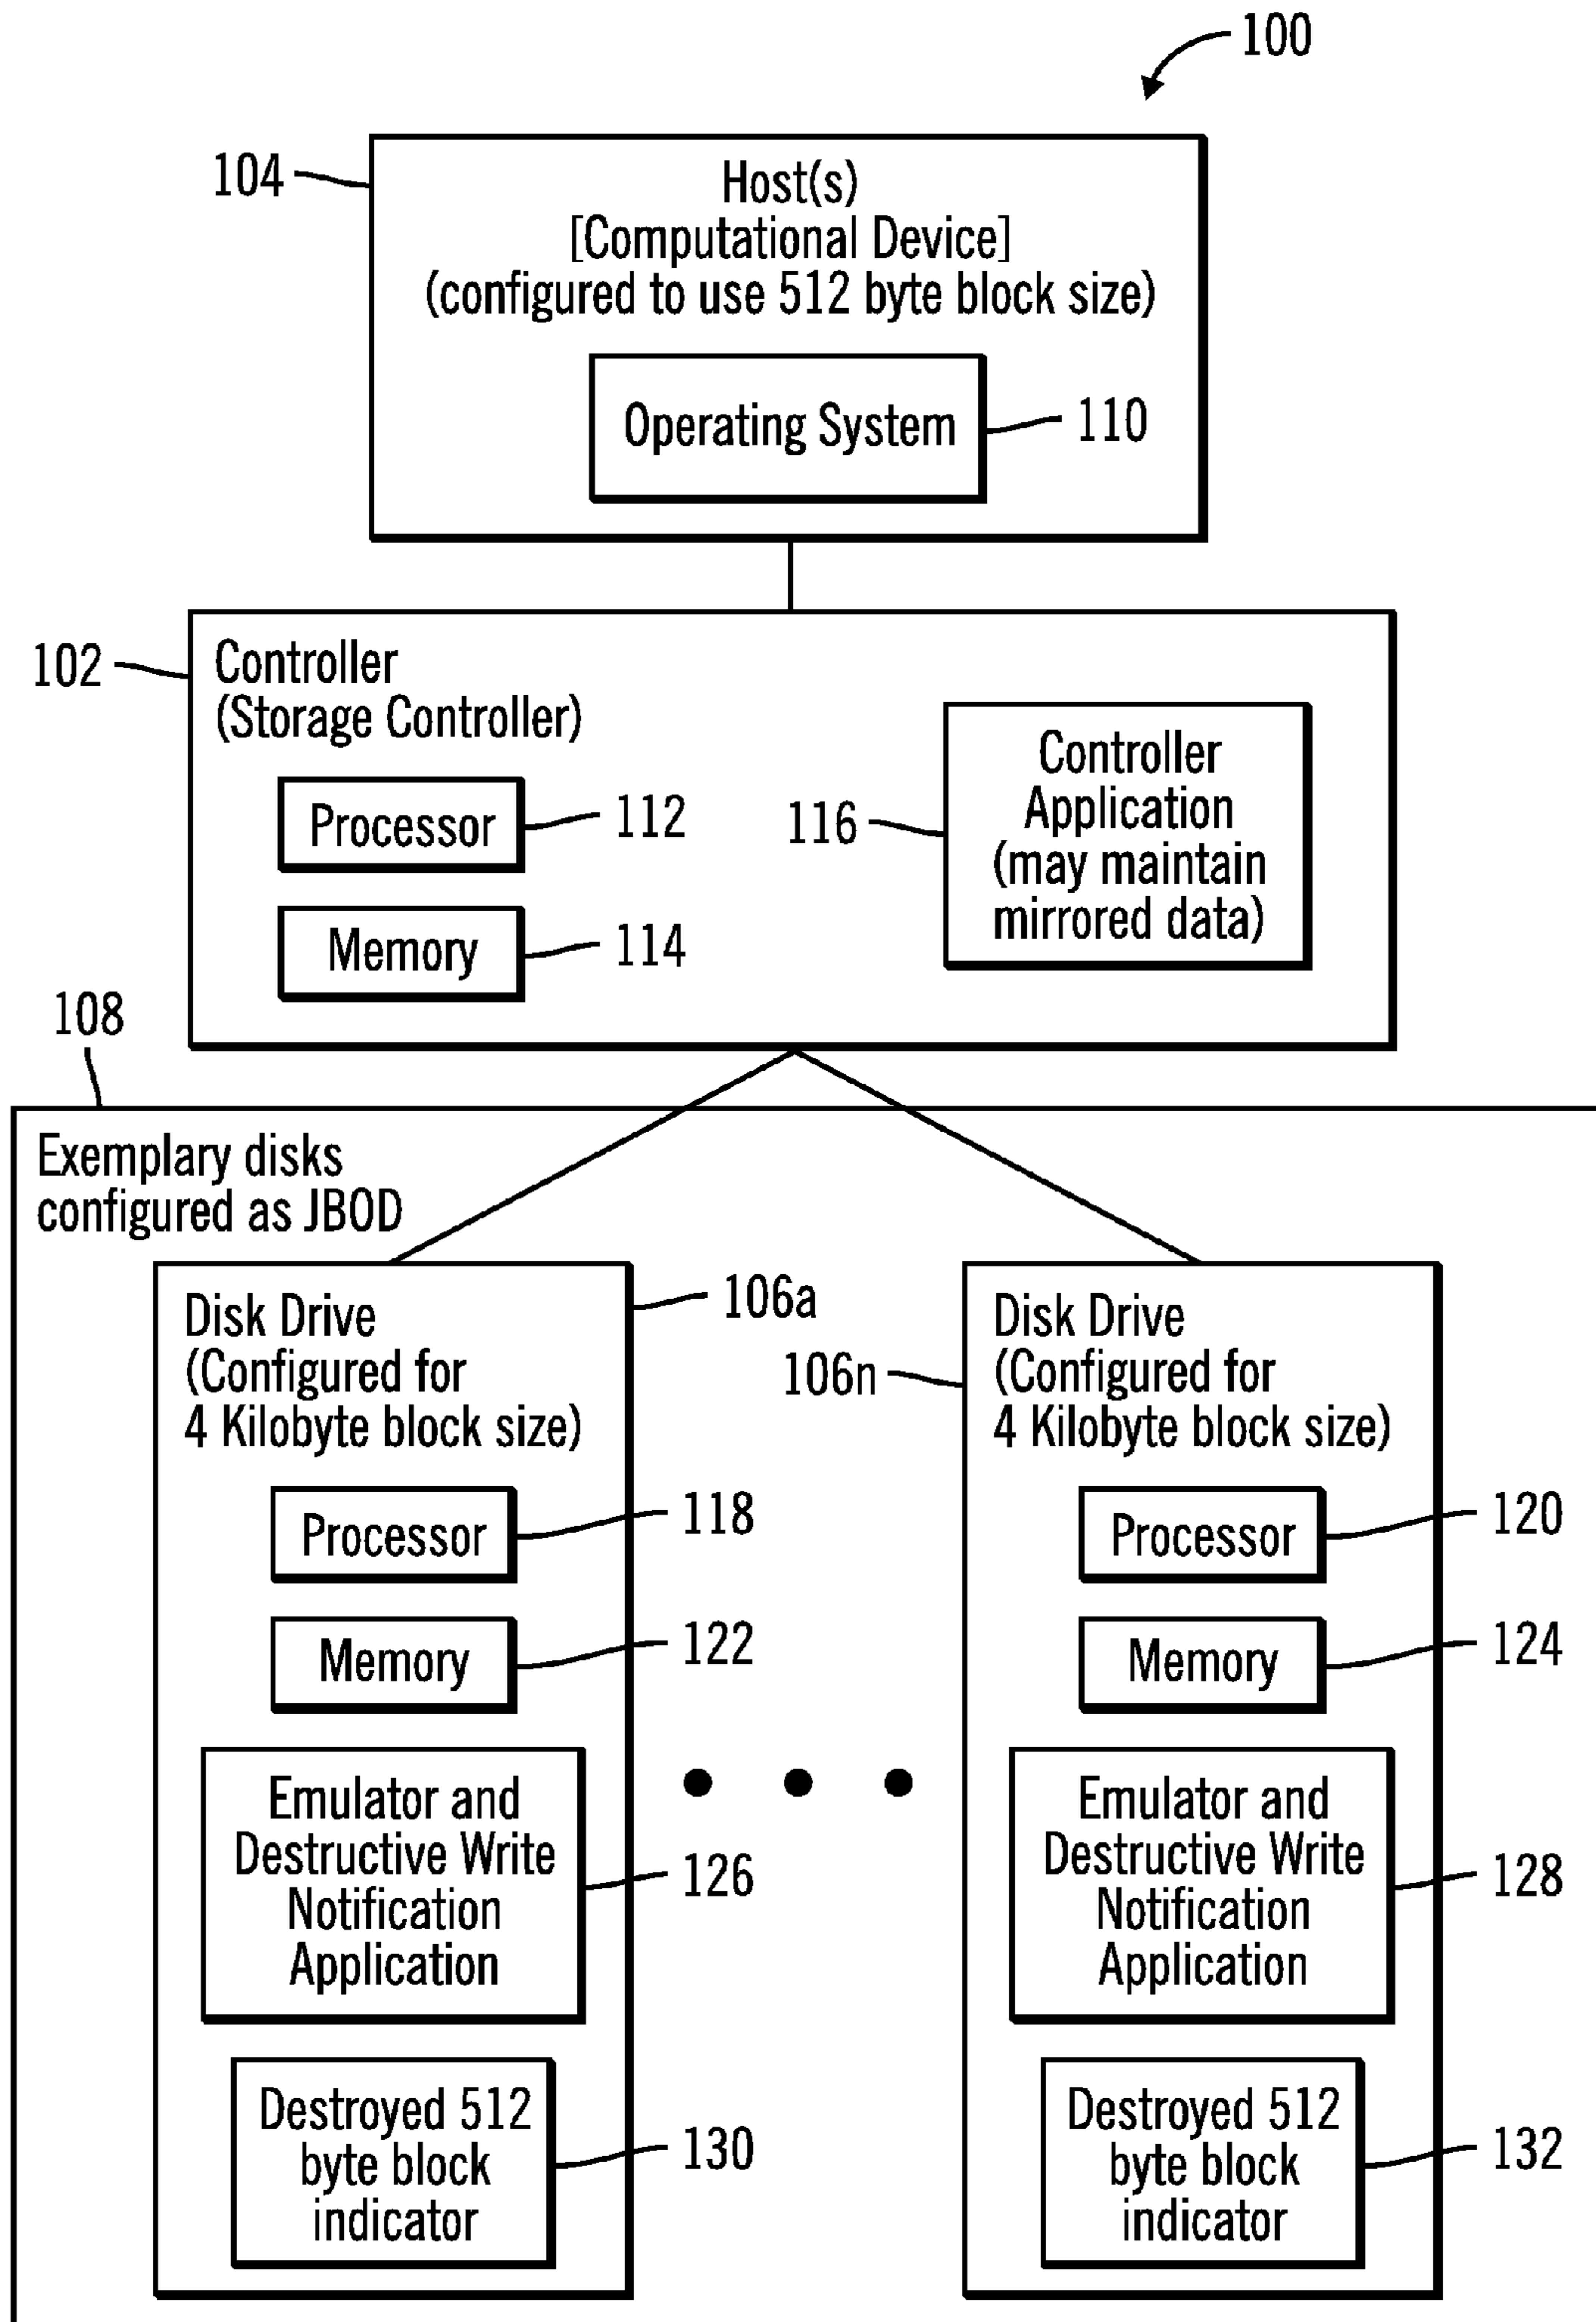 100
104
Host(s)
[Computational Device]
(configured to use 512 byte block size)
Operating System
110
102
Controller
(Storage Controller)
Processor
112
Memory
114
116
Controller
Application
(may maintain
mirrored data)
108
Exemplary disks
configured as JBOD
Disk Drive
(Configured for
4 Kilobyte block size)
106a
Processor
118
Memory
122
Emulator and
Destructive Write
Notification
Application
126
Destroyed 512
byte block
indicator
130
106n
Disk Drive
(Configured for
4 Kilobyte block size)
Processor
120
Memory
124
Emulator and
Destructive Write
Notification
Application
128
Destroyed 512
byte block
indicator
132